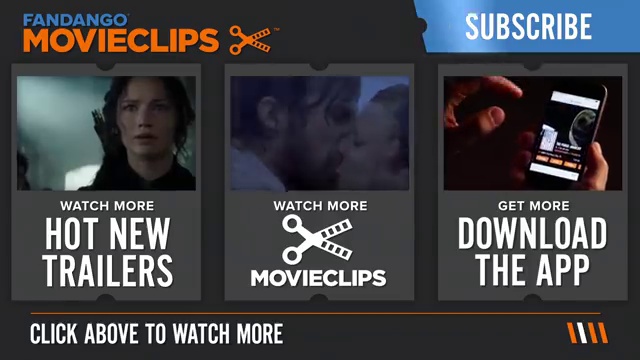 FANDANGO
MOVIECLIPS
SUBSCRIBE
WATCH MORE
HOT NEW
TRAILERS
WATCH MORE
MOVIECLIPS
GET MORE
DOWNLOAD
THE APP
CLICK ABOVE TO WATCH MORE